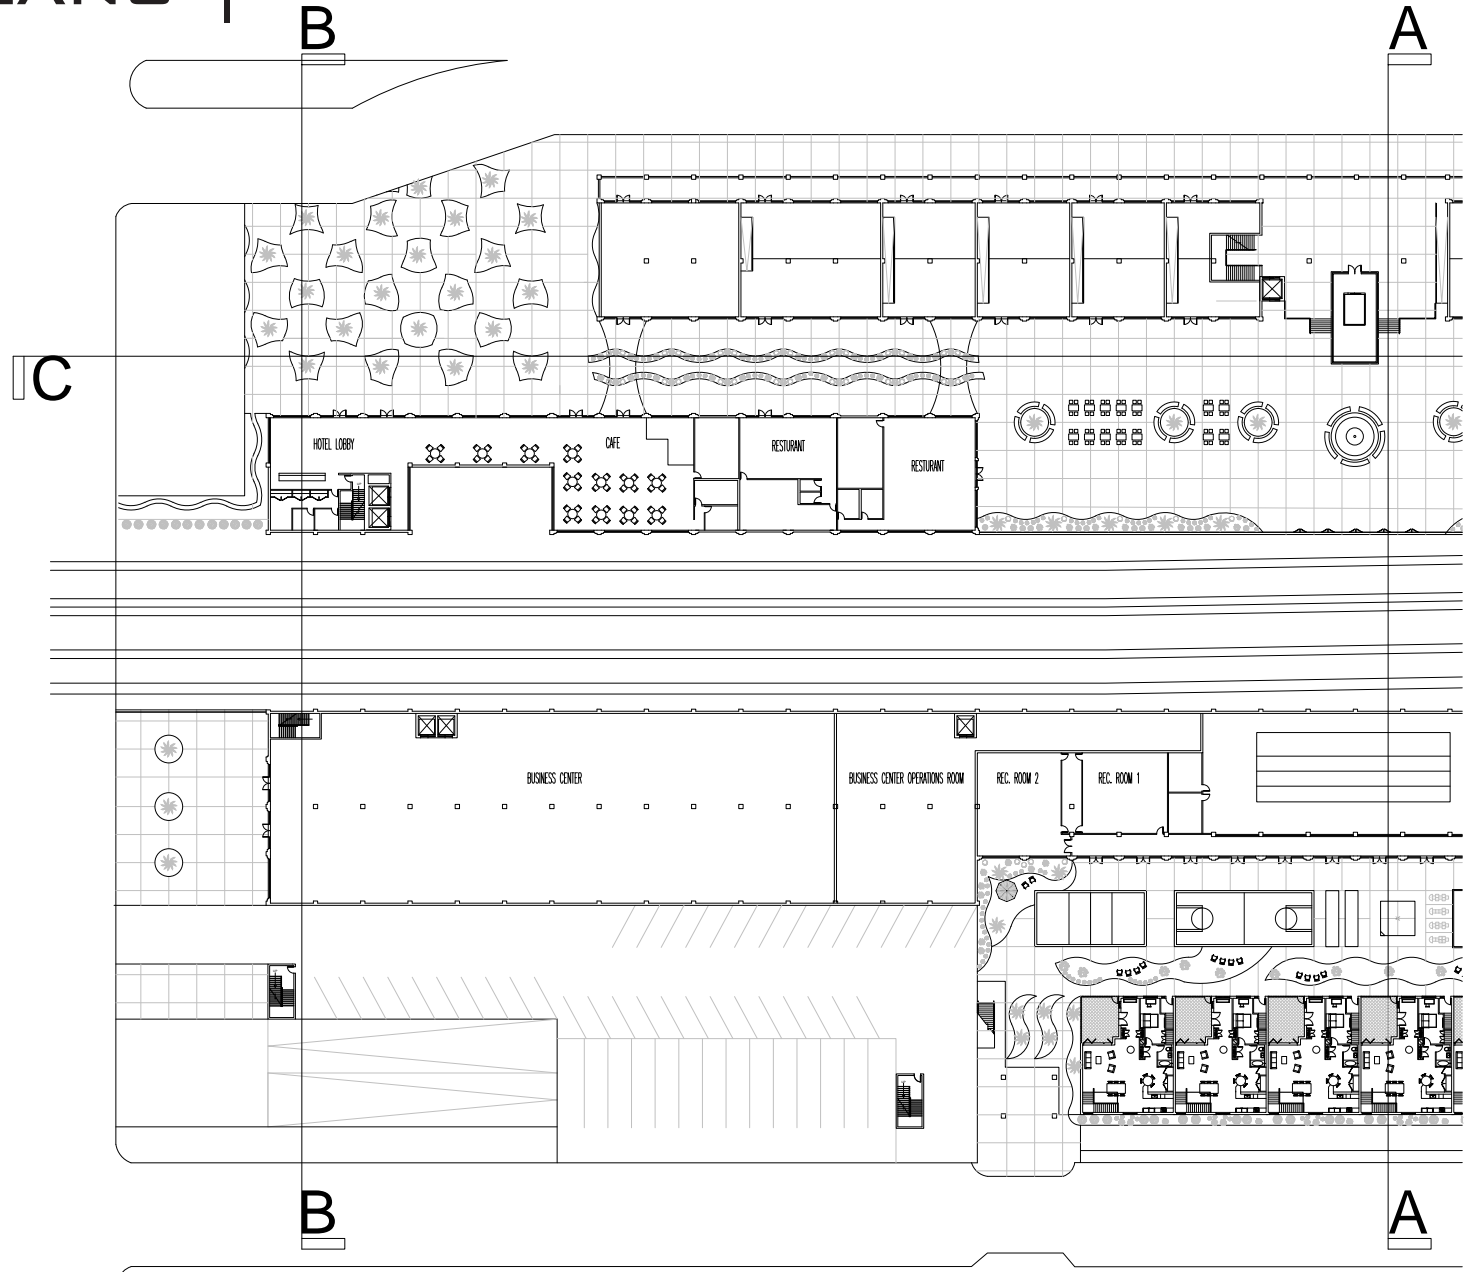 B
A
C
HOTEL LOBBY
CAFE
RESTURANT
RESTURANT
BUSINESS CENTER
BUSINESS CENTER OPERATIONS ROOM
REC. ROOM 2
REC. ROOM 1
B
A